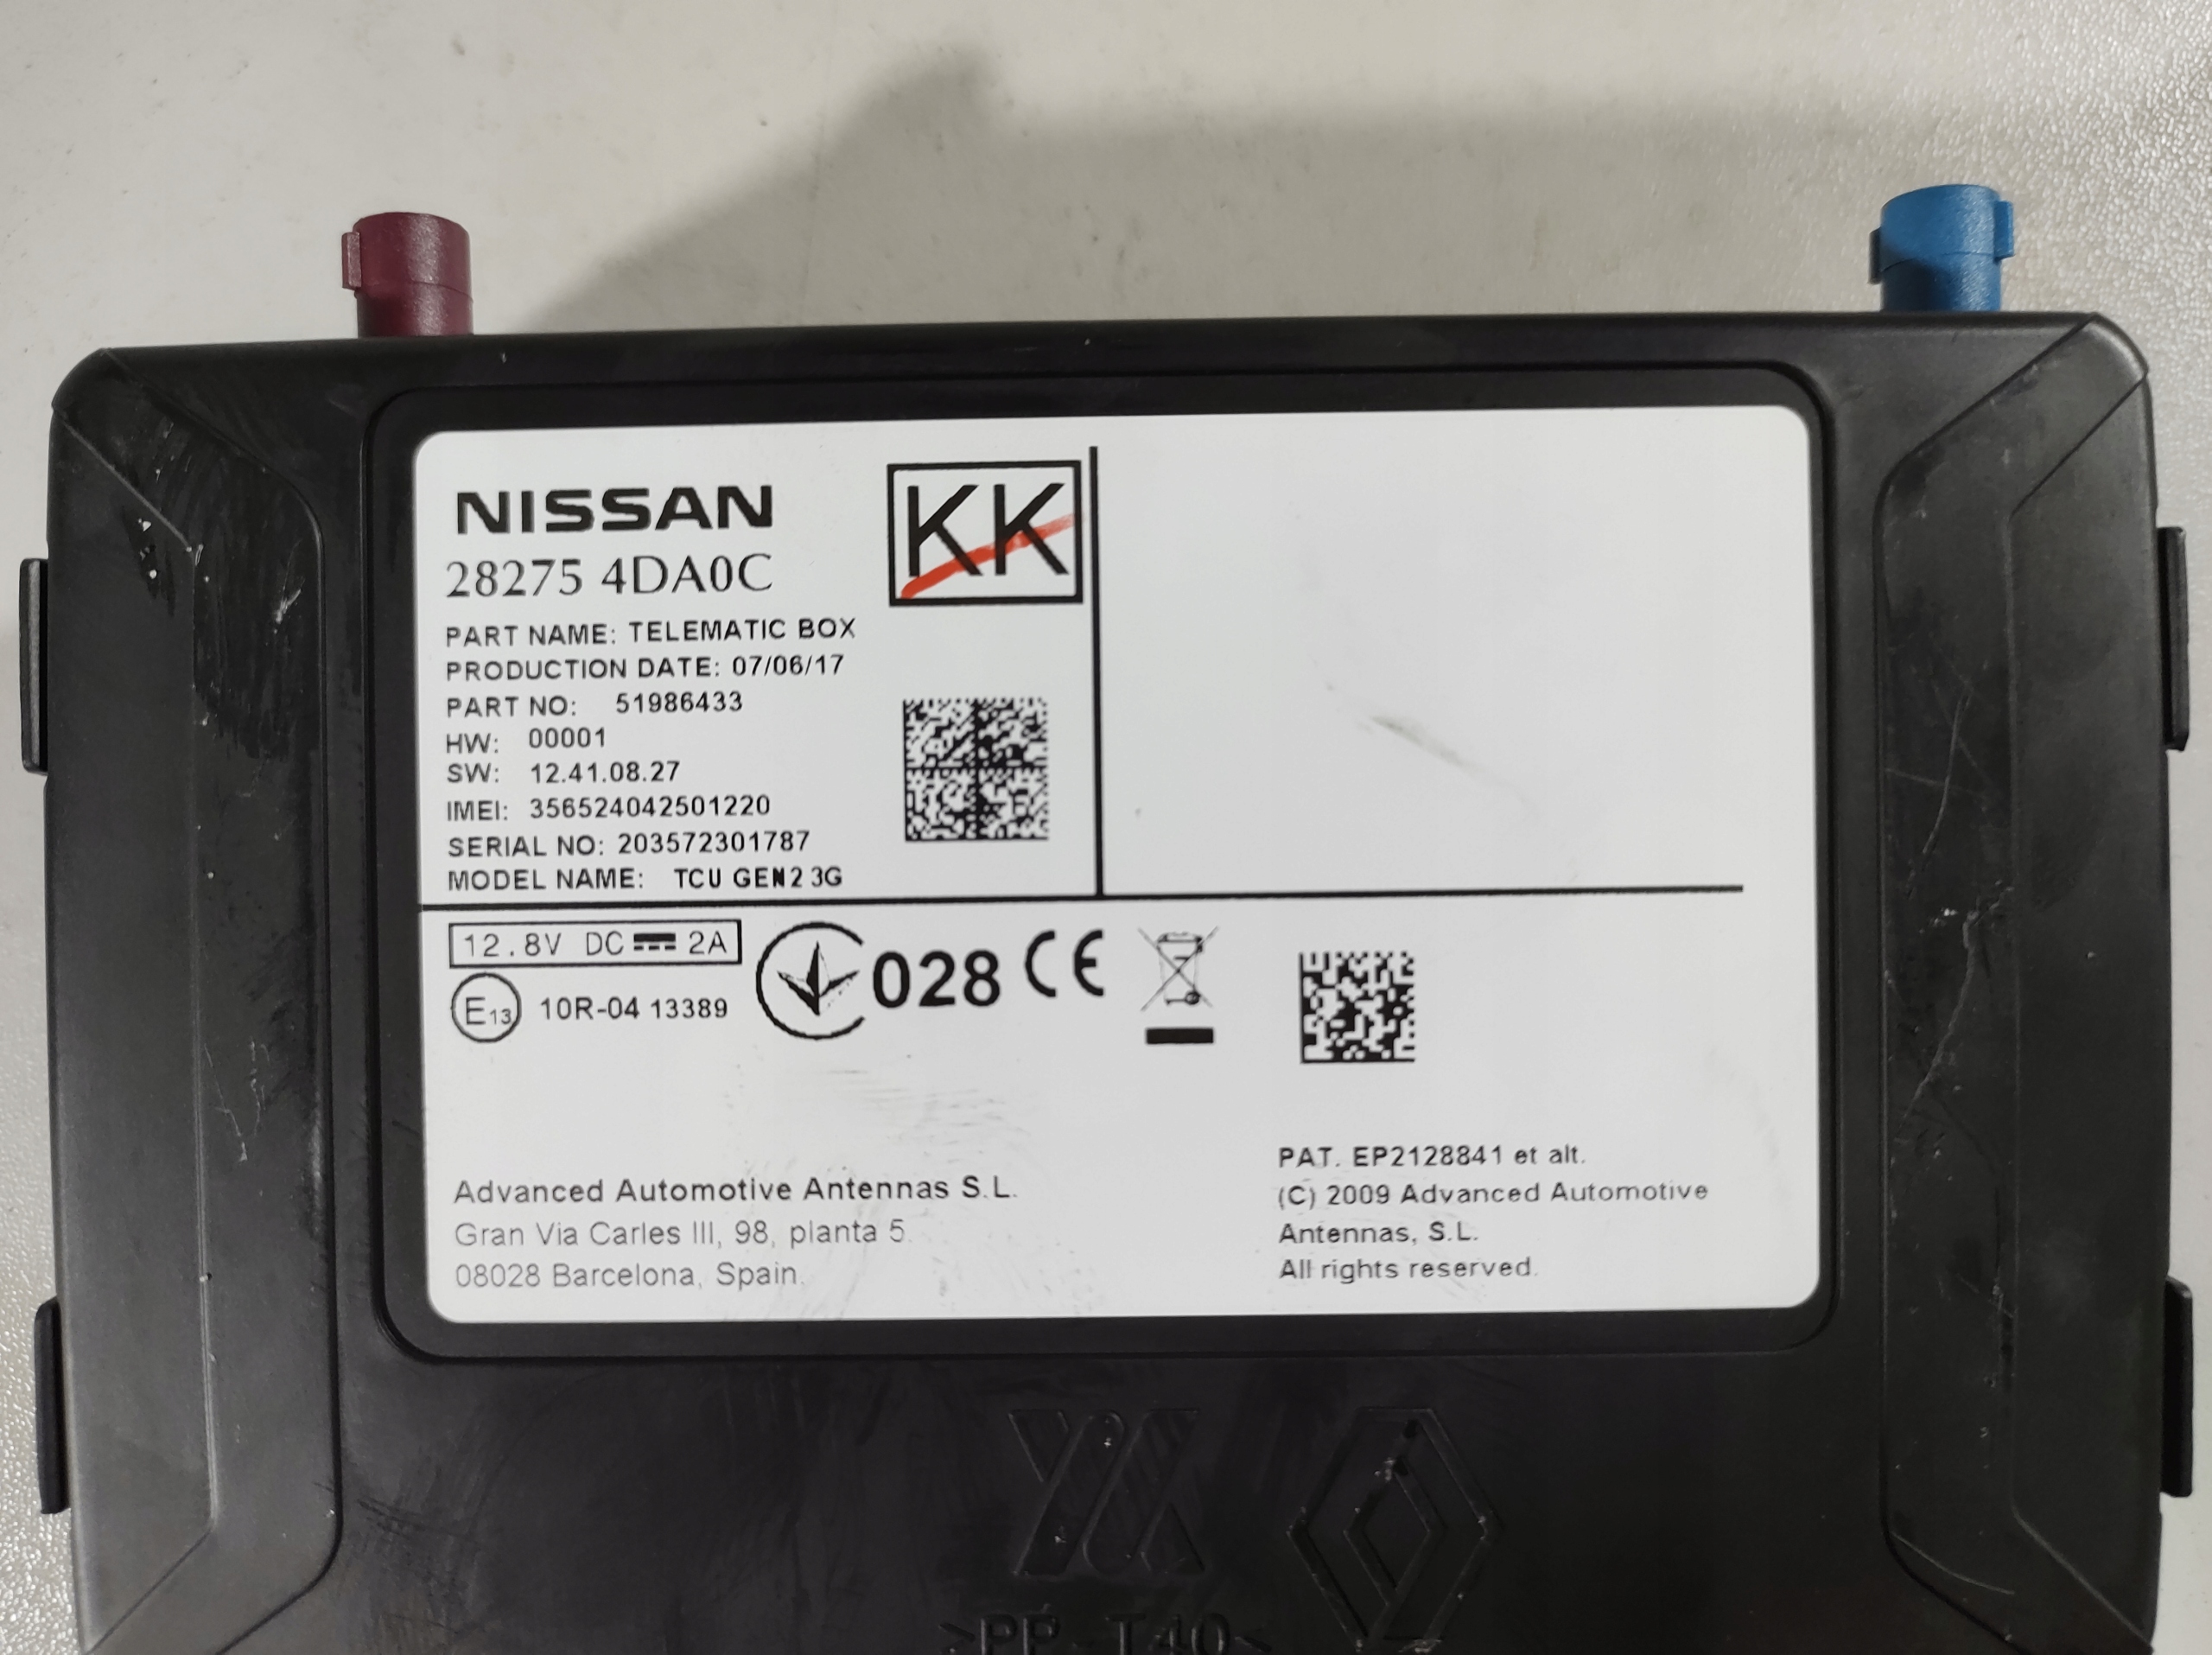 NISSAN
KK
28275 4DA0C
PART NAME: TELEMATIC BOX
PRODUCTION DATE: 07/06/17
PART NO: 51986433
HW: 00001
SW: 12.41.08.27
IMEI: 356524042501220
SERIAL NO: 203572301787
MODEL NAME: TCU GEN2 3G
12.8V DC 2A
E13 10R-04 13389
028 CE
Advanced Automotive Antennas S.L.
Gran Via Carles III, 98, planta 5.
08028 Barcelona, Spain.
PAT. EP2128841 et alt.
(C) 2009 Advanced Automotive
Antennas, S.L.
All rights reserved.
>PP-T40<